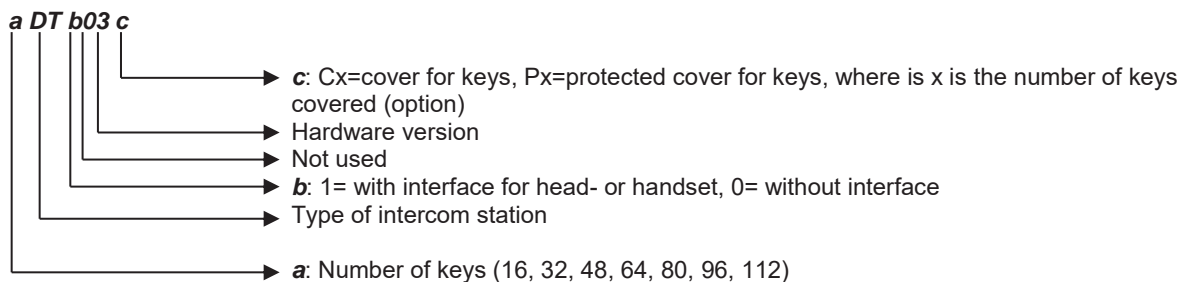 a DT b03 c
c: Cx=cover for keys, Px=protected cover for keys, where is x is the number of keys
covered (option)
Hardware version
Not used
b: 1= with interface for head- or handset, 0= without interface
Type of intercom station
a: Number of keys (16, 32, 48, 64, 80, 96, 112)